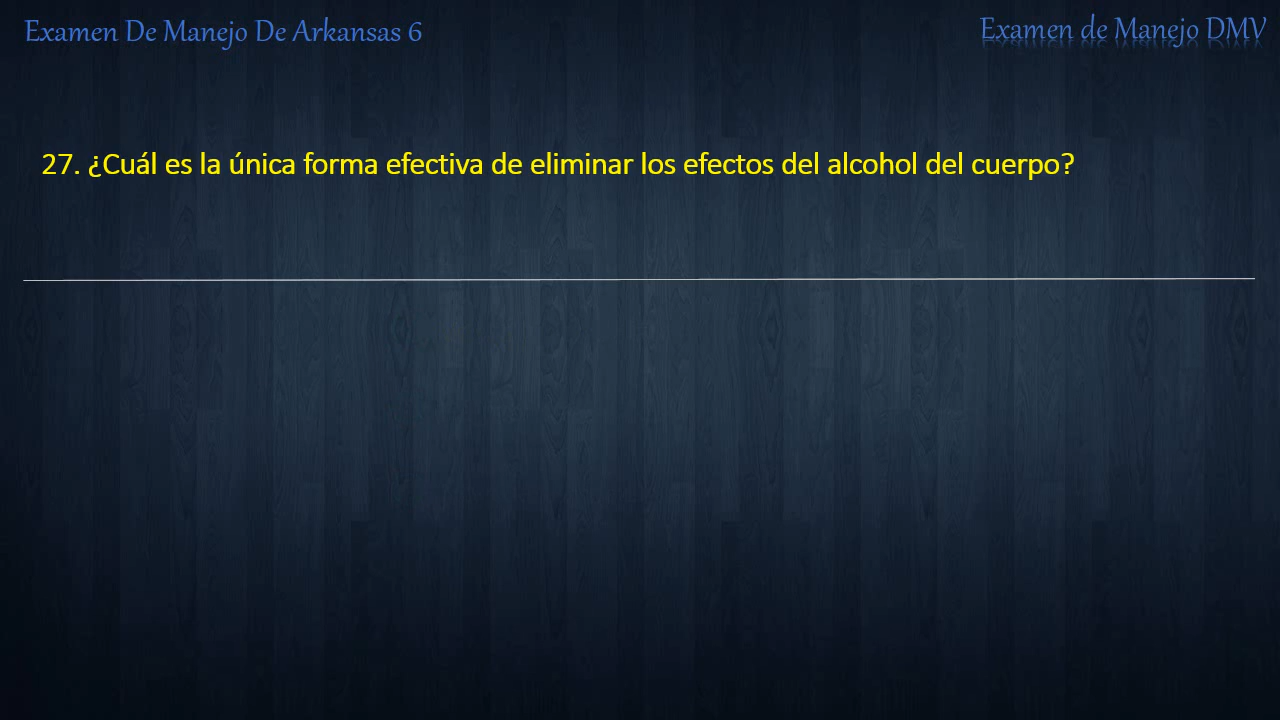 Examen De Manejo De Arkansas 6
Examen de Manejo DMV
27. ¿Cuál es la única forma efectiva de eliminar los efectos del alcohol del cuerpo?